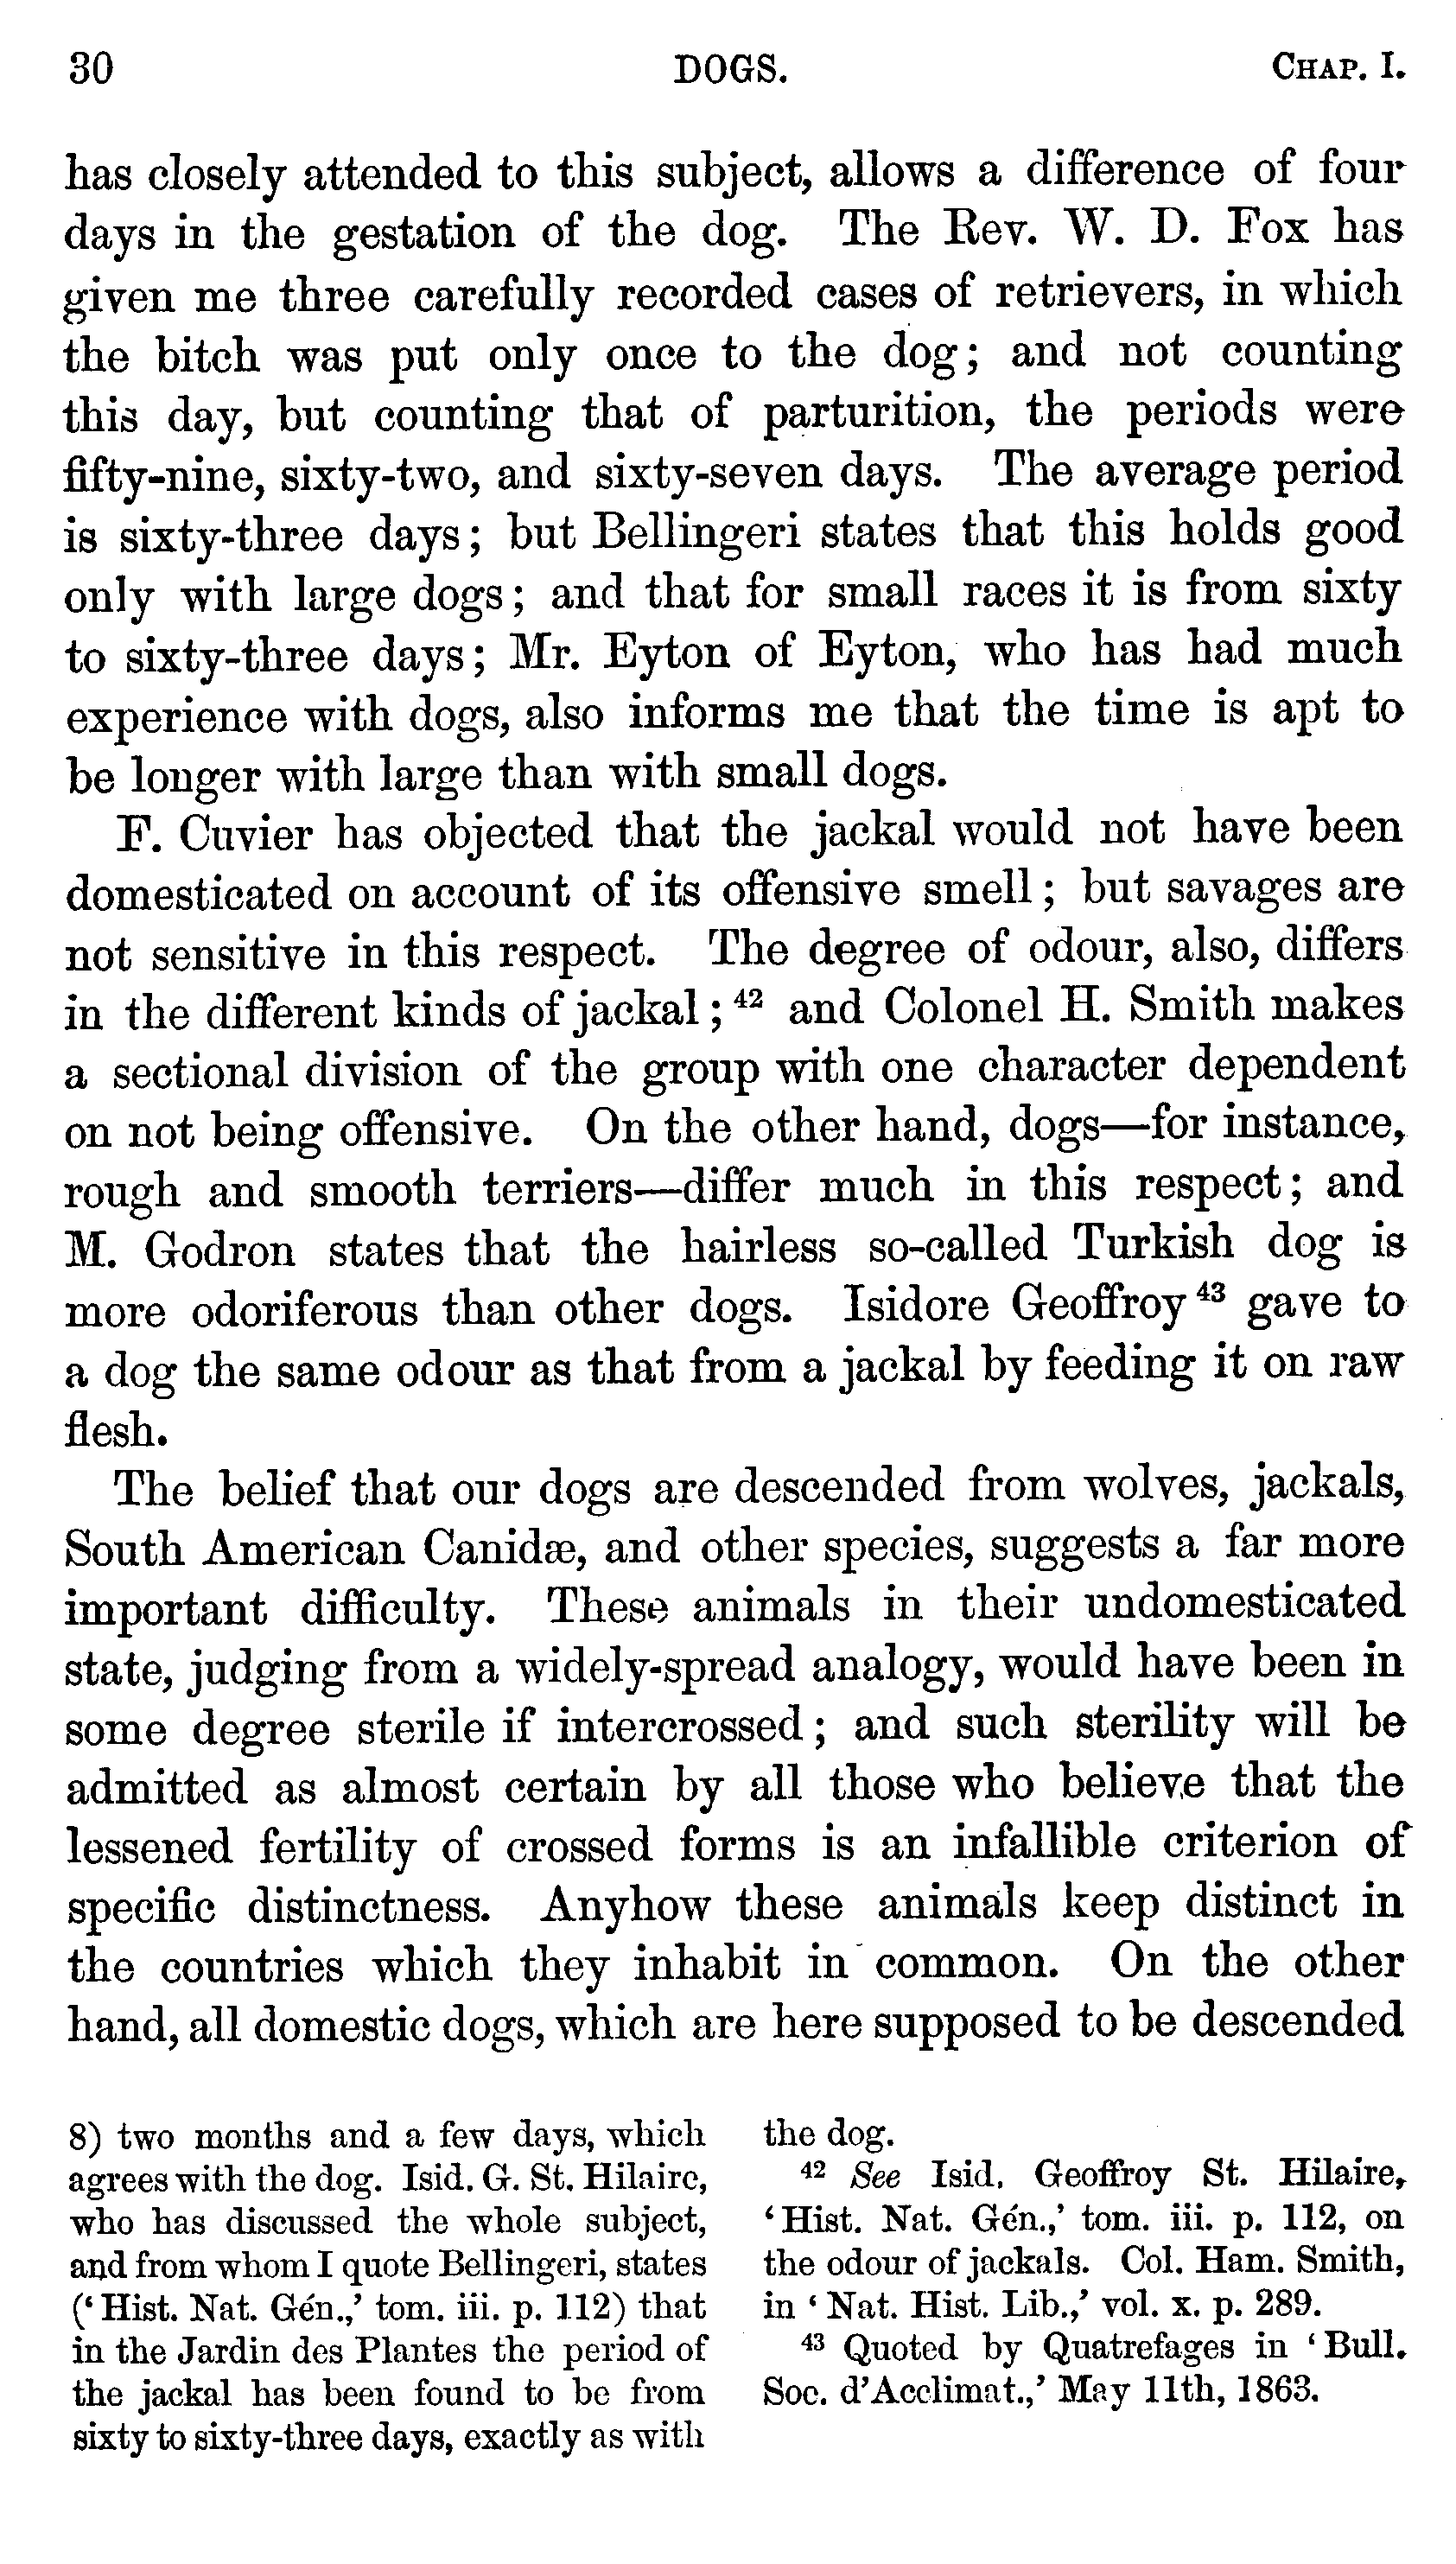 30 DOGS. CHAP. I.
has closely attended to this subject, allows a difference of four
days in the gestation of the dog. The Rev. W. D. Fox has
given me three carefully recorded cases of retrievers, in which
the bitch was put only once to the dog; and not counting
this day, but counting that of parturition, the periods were
fifty-nine, sixty-two, and sixty-seven days. The average period
is sixty-three days; but Bellingeri states that this holds good
only with large dogs; and that for small races it is from sixty
to sixty-three days; Mr. Eyton of Eyton, who has had much
experience with dogs, also informs me that the time is apt to
be longer with large than with small dogs.
F. Cuvier has objected that the jackal would not have been
domesticated on account of its offensive smell; but savages are
not sensitive in this respect. The degree of odour, also, differs
in the different kinds of jackal;⁴² and Colonel H. Smith makes
a sectional division of the group with one character dependent
on not being offensive. On the other hand, dogs—for instance,
rough and smooth terriers—differ much in this respect; and
M. Godron states that the hairless so-called Turkish dog is
more odoriferous than other dogs. Isidore Geoffroy⁴³ gave to
a dog the same odour as that from a jackal by feeding it on raw
flesh.
The belief that our dogs are descended from wolves, jackals,
South American Canidæ, and other species, suggests a far more
important difficulty. These animals in their undomesticated
state, judging from a widely-spread analogy, would have been in
some degree sterile if intercrossed; and such sterility will be
admitted as almost certain by all those who believe that the
lessened fertility of crossed forms is an infallible criterion of
specific distinctness. Anyhow these animals keep distinct in
the countries which they inhabit in common. On the other
hand, all domestic dogs, which are here supposed to be descended
8) two months and a few days, which
agrees with the dog. Isid. G. St. Hilaire,
who has discussed the whole subject,
and from whom I quote Bellingeri, states
('Hist. Nat. Gén.,' tom. iii. p. 112) that
in the Jardin des Plantes the period of
the jackal has been found to be from
sixty to sixty-three days, exactly as with
the dog.
⁴² See Isid. Geoffroy St. Hilaire,
'Hist. Nat. Gén.,' tom. iii. p. 112, on
the odour of jackals. Col. Ham. Smith,
in 'Nat. Hist. Lib.,' vol. x. p. 289.
⁴³ Quoted by Quatrefages in 'Bull.
Soc. d'Acclimat.,' May 11th, 1863.